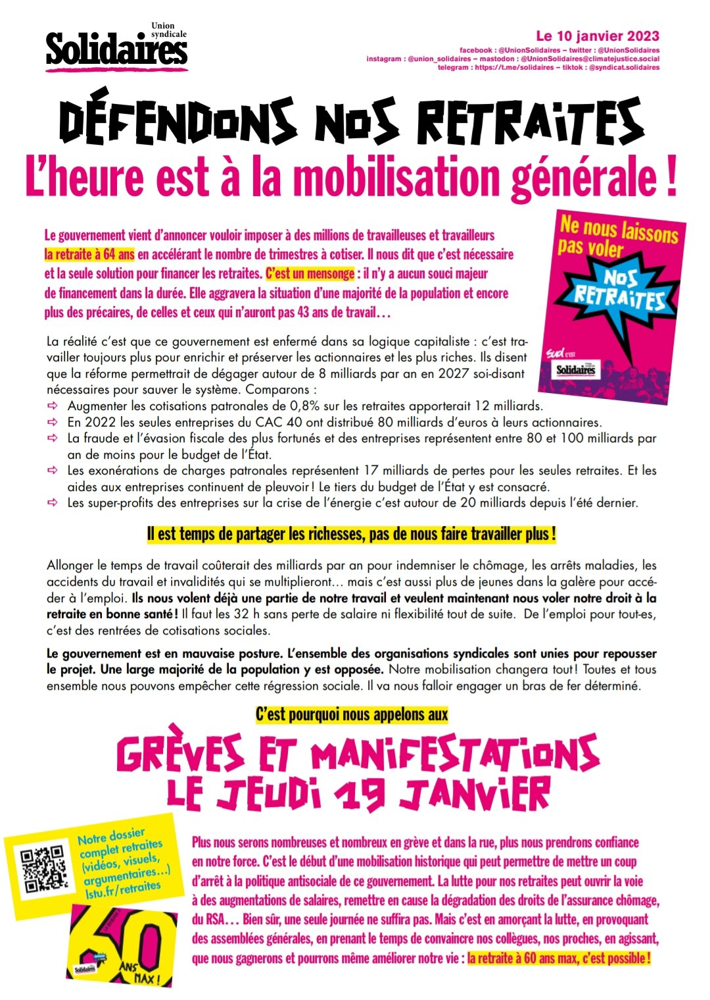 Union
syndicale
Solidaires
Le 10 janvier 2023
facebook : @UnionSolidaires – twitter : @UnionSolidaires
instagram : @union_solidaires – mastodon : @UnionSolidaires@climatejustice.social
telegram : https://t.me/solidaires – tiktok : @syndicat.solidaires
DÉFENDONS NOS RETRAiTES
L'heure est à la mobilisation générale !
Le gouvernement vient d'annoncer vouloir imposer à des millions de travailleuses et travailleurs
la retraite à 64 ans en accélérant le nombre de trimestres à cotiser. Il nous dit que c'est nécessaire
et la seule solution pour financer les retraites. C'est un mensonge : il n'y a aucun souci majeur
de financement dans la durée. Elle aggravera la situation d'une majorité de la population et encore
plus des précaires, de celles et ceux qui n'auront pas 43 ans de travail…
Ne nous laissons
pas voler
NOS
RETRAiTES
Sud C'EST
Union
syndicale
Solidaires
La réalité c'est que ce gouvernement est enfermé dans sa logique capitaliste : c'est tra-
vailler toujours plus pour enrichir et préserver les actionnaires et les plus riches. Ils disent
que la réforme permettrait de dégager autour de 8 milliards par an en 2027 soi-disant
nécessaires pour sauver le système. Comparons :
⇨ Augmenter les cotisations patronales de 0,8% sur les retraites apporterait 12 milliards.
⇨ En 2022 les seules entreprises du CAC 40 ont distribué 80 milliards d'euros à leurs actionnaires.
⇨ La fraude et l'évasion fiscale des plus fortunés et des entreprises représentent entre 80 et 100 milliards par
an de moins pour le budget de l'État.
⇨ Les exonérations de charges patronales représentent 17 milliards de pertes pour les seules retraites. Et les
aides aux entreprises continuent de pleuvoir ! Le tiers du budget de l'État y est consacré.
⇨ Les super-profits des entreprises sur la crise de l'énergie c'est autour de 20 milliards depuis l'été dernier.
Il est temps de partager les richesses, pas de nous faire travailler plus !
Allonger le temps de travail coûterait des milliards par an pour indemniser le chômage, les arrêts maladies, les
accidents du travail et invalidités qui se multiplieront… mais c'est aussi plus de jeunes dans la galère pour accé-
der à l'emploi. Ils nous volent déjà une partie de notre travail et veulent maintenant nous voler notre droit à la
retraite en bonne santé ! Il faut les 32 h sans perte de salaire ni flexibilité tout de suite. De l'emploi pour tout·es,
c'est des rentrées de cotisations sociales.
Le gouvernement est en mauvaise posture. L'ensemble des organisations syndicales sont unies pour repousser
le projet. Une large majorité de la population y est opposée. Notre mobilisation changera tout ! Toutes et tous
ensemble nous pouvons empêcher cette régression sociale. Il va nous falloir engager un bras de fer déterminé.
C'est pourquoi nous appelons aux
GRÈVES ET MANiFESTATiONS
LE JEUDi 19 JANViER
Notre dossier
complet retraites
(vidéos, visuels,
argumentaires…)
lstu.fr/retraites
60
ANS
MAX !
Solidaires
Plus nous serons nombreuses et nombreux en grève et dans la rue, plus nous prendrons confiance
en notre force. C'est le début d'une mobilisation historique qui peut permettre de mettre un coup
d'arrêt à la politique antisociale de ce gouvernement. La lutte pour nos retraites peut ouvrir la voie
à des augmentations de salaires, remettre en cause la dégradation des droits de l'assurance chômage,
du RSA… Bien sûr, une seule journée ne suffira pas. Mais c'est en amorçant la lutte, en provoquant
des assemblées générales, en prenant le temps de convaincre nos collègues, nos proches, en agissant,
que nous gagnerons et pourrons même améliorer notre vie : la retraite à 60 ans max, c'est possible !